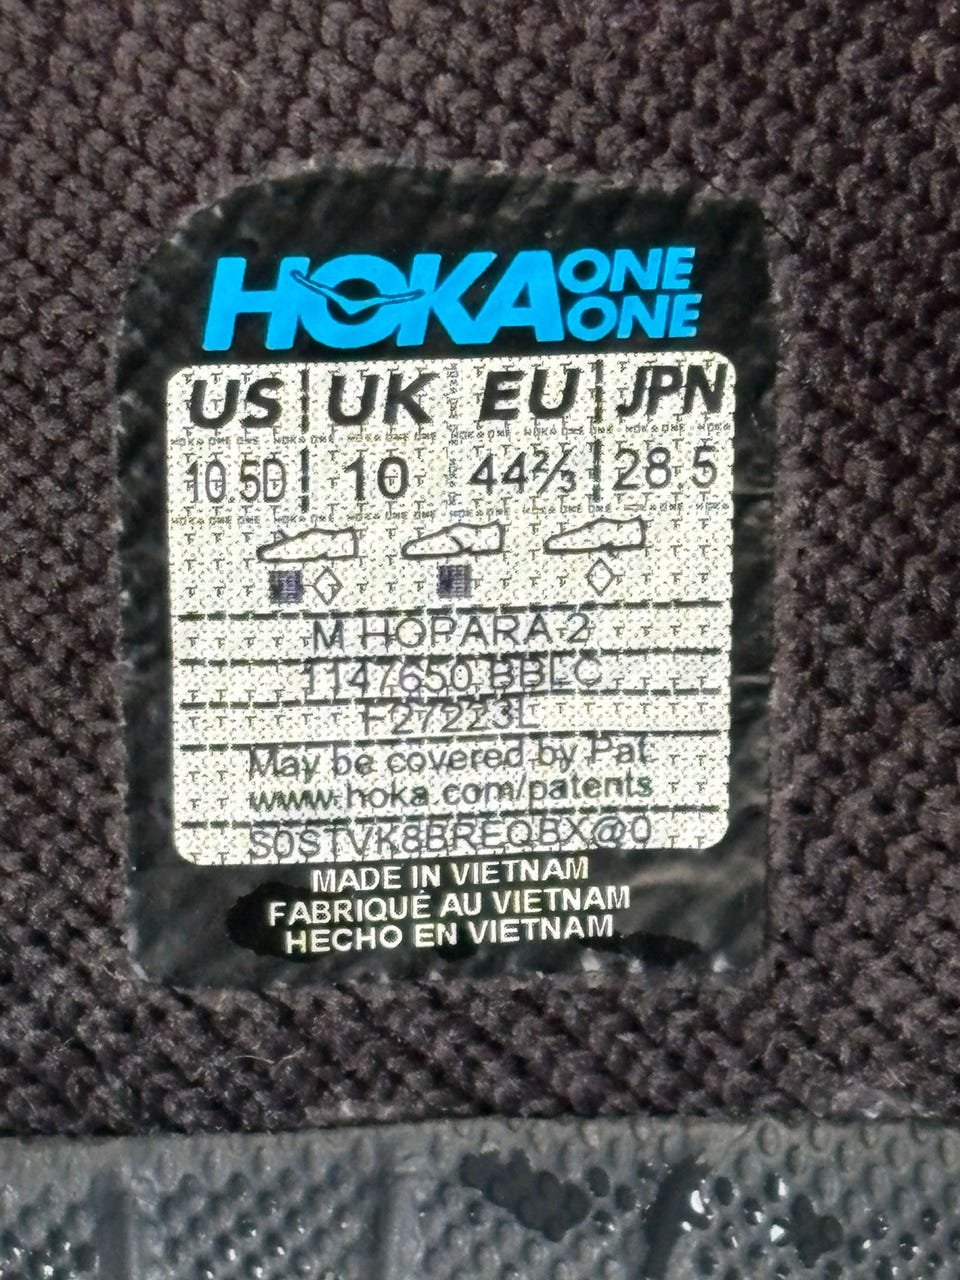 HOKA ONE ONE
US | UK EU | JPN
10.5D | 10 44⅔ | 28.5
M HOPARA 2
1147650 BBLC
F27223L
May be covered by Pat
www.hoka.com/patents
S0STVK8BREQBX@0
MADE IN VIETNAM
FABRIQUÉ AU VIETNAM
HECHO EN VIETNAM